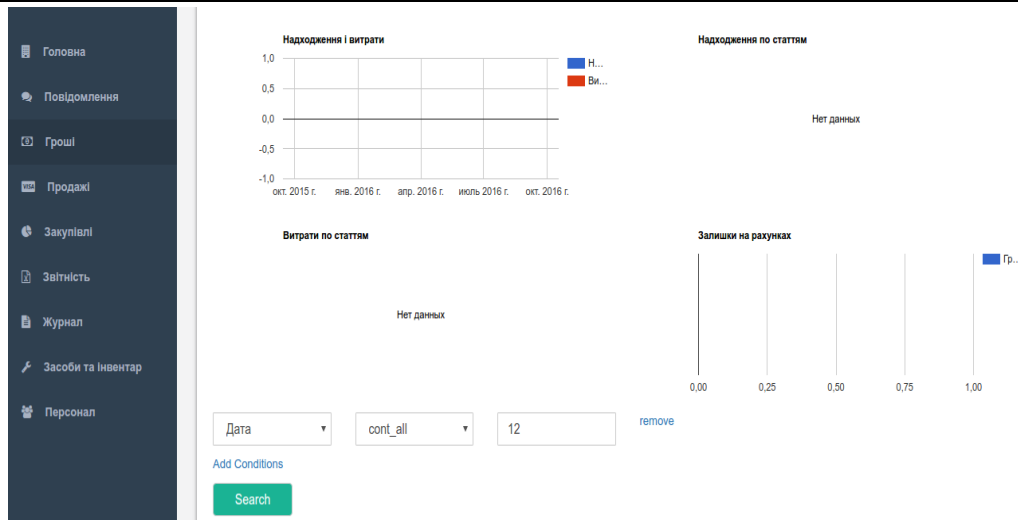 Головна
Повідомлення
Гроші
Продажі
Закупівлі
Звітність
Журнал
Засоби та інвентар
Персонал
Надходження і витрати
1,0
0,5
0,0
-0,5
-1,0
окт. 2015 г. янв. 2016 г. апр. 2016 г. июль 2016 г. окт. 2016 г.
Н...
Ви...
Надходження по статтям
Нет данных
Витрати по статтям
Нет данных
Залишки на рахунках
Гр...
0,00 0,25 0,50 0,75 1,00
Дата cont_all 12 remove
Add Conditions
Search